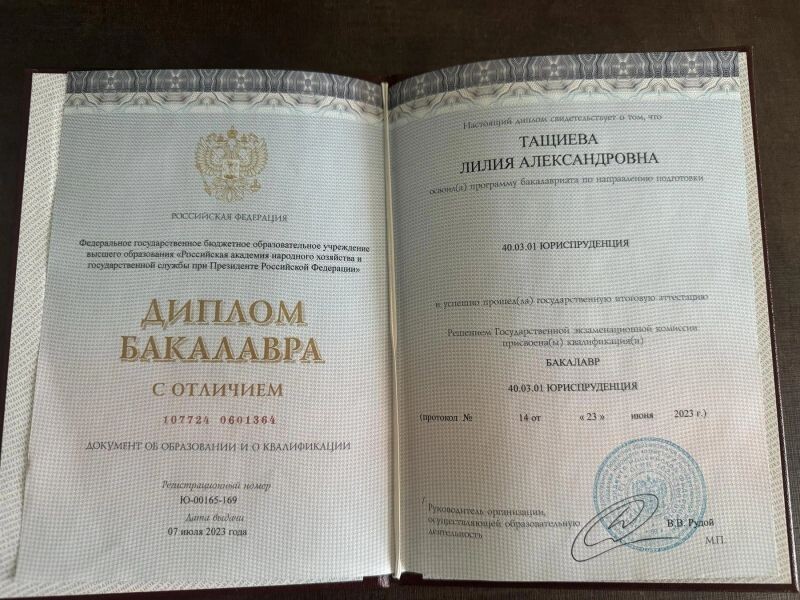 РОССИЙСКАЯ ФЕДЕРАЦИЯ
Федеральное государственное бюджетное образовательное учреждение
высшего образования «Российская академия народного хозяйства и
государственной службы при Президенте Российской Федерации»
ДИПЛОМ
БАКАЛАВРА
С ОТЛИЧИЕМ
107724 0601364
ДОКУМЕНТ ОБ ОБРАЗОВАНИИ И О КВАЛИФИКАЦИИ
Регистрационный номер
Ю-00165-169
Дата выдачи
07 июля 2023 года
Настоящий диплом свидетельствует о том, что
ТАЩИЕВА
ЛИЛИЯ АЛЕКСАНДРОВНА
освоил(а) программу бакалавриата по направлению подготовки
40.03.01 ЮРИСПРУДЕНЦИЯ
и успешно прошел(ла) государственную итоговую аттестацию
Решением Государственной экзаменационной комиссии
присвоена(ы) квалификация(и)
БАКАЛАВР
40.03.01 ЮРИСПРУДЕНЦИЯ
(протокол № 14 от « 23 » июня 2023 г.)
Руководитель организации,
осуществляющей образовательную
деятельность
В.В. Рудой
М.П.